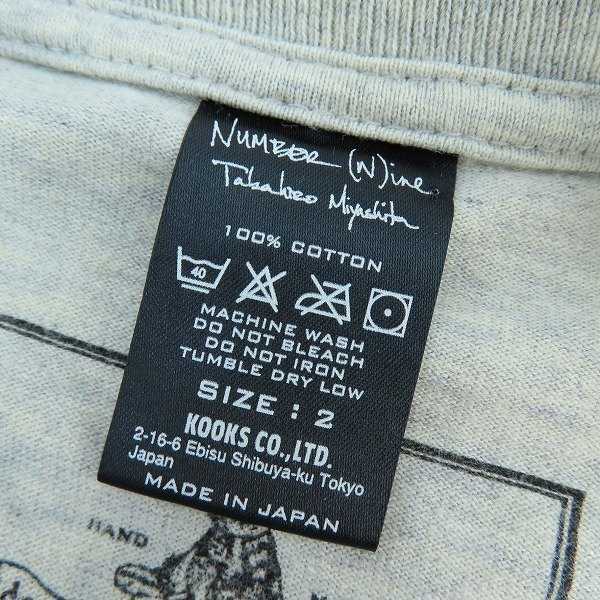 NUMBER (N)ine.
Takahiro Miyashita
100% COTTON
40
MACHINE WASH
DO NOT BLEACH
DO NOT IRON
TUMBLE DRY LOW
SIZE : 2
KOOKS CO.,LTD.
2-16-6 Ebisu Shibuya-ku Tokyo
Japan
MADE IN JAPAN
HAND